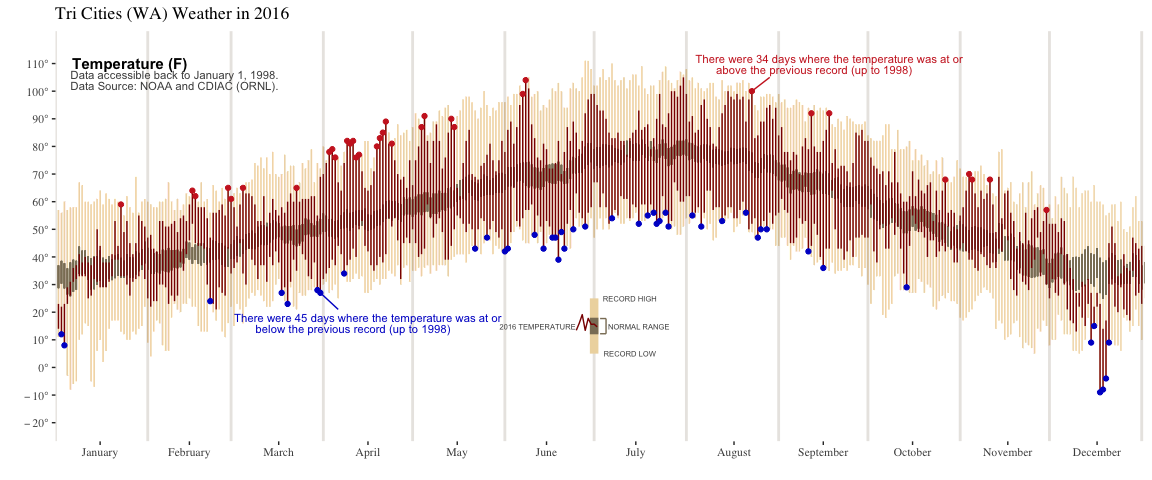 Tri Cities (WA) Weather in 2016
Temperature (F)
Data accessible back to January 1, 1998.
Data Source: NOAA and CDIAC (ORNL).
There were 34 days where the temperature was at or
above the previous record (up to 1998)
110°
100°
90°
80°
70°
60°
50°
40°
30°
20°
10°
0°
−10°
−20°
There were 45 days where the temperature was at or
below the previous record (up to 1998)
RECORD HIGH
2016 TEMPERATURE
NORMAL RANGE
RECORD LOW
January February March April May June July August September October November December